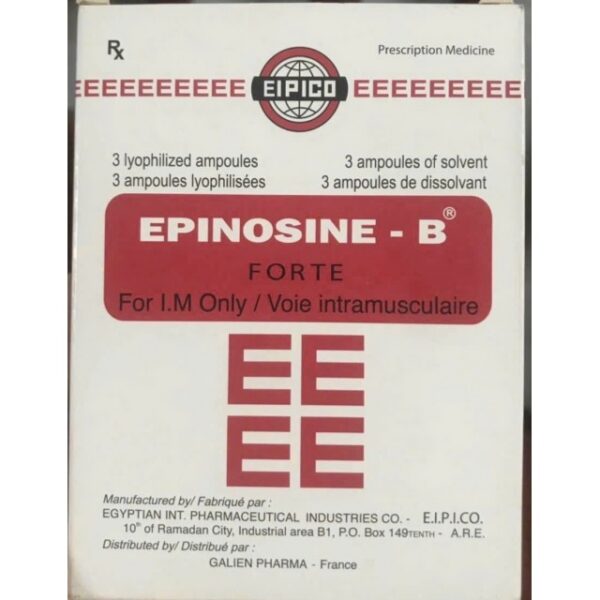 Rx
Prescription Medicine
EEEEEEEEEE EIPICO EEEEEEEEEE
3 lyophilized ampoules
3 ampoules of solvent
3 ampoules lyophilisées
3 ampoules de dissolvant
EPINOSINE - B®
FORTE
For I.M Only / Voie intramusculaire
EE
EE
Manufactured by/ Fabriqué par :
EGYPTIAN INT. PHARMACEUTICAL INDUSTRIES CO. - E.I.P.I.CO.
10th of Ramadan City, Industrial area B1, P.O. Box 149TENTH - A.R.E.
Distributed by/ Distribué par :
GALIEN PHARMA - France